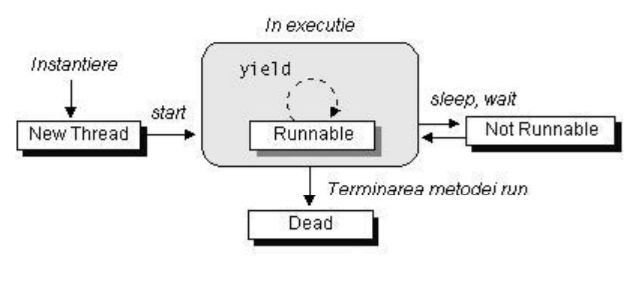 In executie
Instantiere
yield
start
sleep, wait
New Thread
Runnable
Not Runnable
Terminarea metodei run
Dead